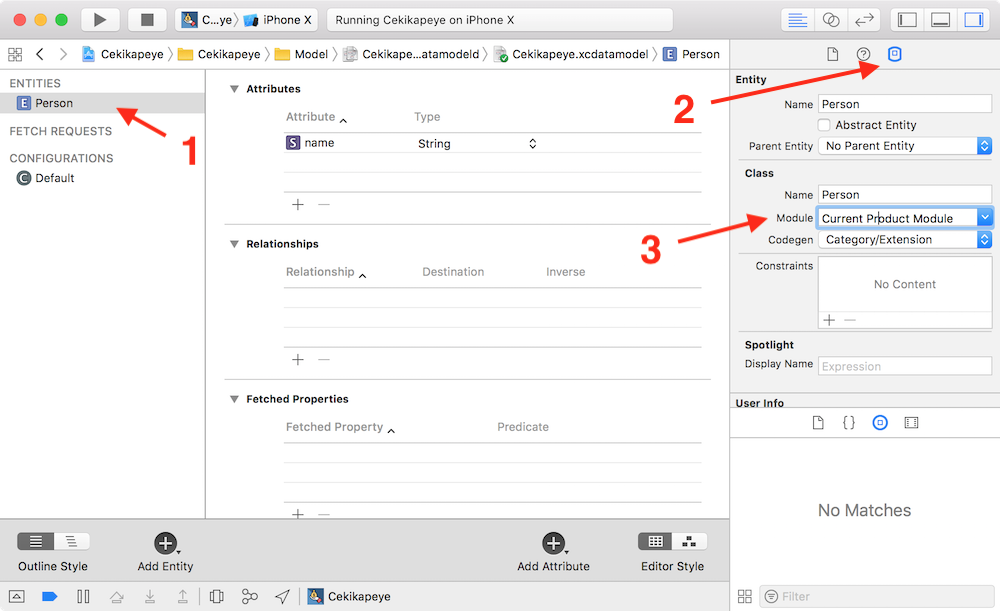 C...ye iPhone X
Running Cekikapeye on iPhone X
Cekikapeye Cekikapeye Model Cekikape...atamodeld Cekikapeye.xcdatamodel E Person
ENTITIES
E Person
FETCH REQUESTS
CONFIGURATIONS
C Default
1
Attributes
Attribute Type
S name String
Relationships
Relationship Destination Inverse
Fetched Properties
Fetched Property Predicate
2
3
Entity
Name Person
Abstract Entity
Parent Entity No Parent Entity
Class
Name Person
Module Current Product Module
Codegen Category/Extension
Constraints
No Content
Spotlight
Display Name Expression
User Info
{}
No Matches
Outline Style Add Entity Add Attribute Editor Style
Cekikapeye
Filter